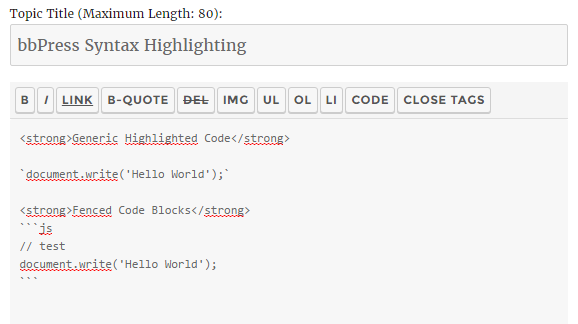 Topic Title (Maximum Length: 80):
bbPress Syntax Highlighting
B I LINK B-QUOTE DEL IMG UL OL LI CODE CLOSE TAGS
<strong>Generic Highlighted Code</strong>
`document.write('Hello World');`
<strong>Fenced Code Blocks</strong>
```js
// test
document.write('Hello World');
```